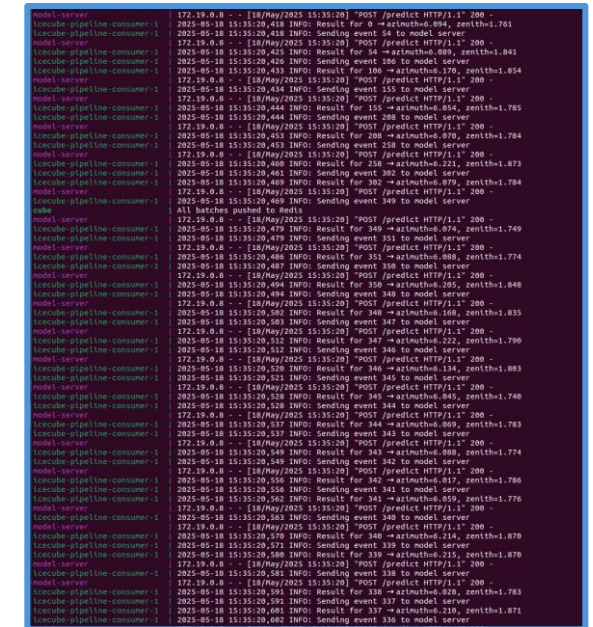 model-server | 172.19.0.8 - - [18/May/2025 15:35:20] "POST /predict HTTP/1.1" 200 -
icecube-pipeline-consumer-1 | 2025-05-18 15:35:20,418 INFO: Result for 0 → azimuth=6.094, zenith=1.761
icecube-pipeline-consumer-1 | 2025-05-18 15:35:20,418 INFO: Sending event 54 to model server
model-server | 172.19.0.8 - - [18/May/2025 15:35:20] "POST /predict HTTP/1.1" 200 -
icecube-pipeline-consumer-1 | 2025-05-18 15:35:20,425 INFO: Result for 54 → azimuth=6.089, zenith=1.841
icecube-pipeline-consumer-1 | 2025-05-18 15:35:20,426 INFO: Sending event 106 to model server
icecube-pipeline-consumer-1 | 2025-05-18 15:35:20,433 INFO: Result for 106 → azimuth=6.170, zenith=1.854
model-server | 172.19.0.8 - - [18/May/2025 15:35:20] "POST /predict HTTP/1.1" 200 -
icecube-pipeline-consumer-1 | 2025-05-18 15:35:20,434 INFO: Sending event 155 to model server
model-server | 172.19.0.8 - - [18/May/2025 15:35:20] "POST /predict HTTP/1.1" 200 -
icecube-pipeline-consumer-1 | 2025-05-18 15:35:20,444 INFO: Result for 155 → azimuth=6.054, zenith=1.785
icecube-pipeline-consumer-1 | 2025-05-18 15:35:20,444 INFO: Sending event 208 to model server
model-server | 172.19.0.8 - - [18/May/2025 15:35:20] "POST /predict HTTP/1.1" 200 -
icecube-pipeline-consumer-1 | 2025-05-18 15:35:20,453 INFO: Result for 208 → azimuth=6.070, zenith=1.784
icecube-pipeline-consumer-1 | 2025-05-18 15:35:20,453 INFO: Sending event 258 to model server
model-server | 172.19.0.8 - - [18/May/2025 15:35:20] "POST /predict HTTP/1.1" 200 -
icecube-pipeline-consumer-1 | 2025-05-18 15:35:20,460 INFO: Result for 258 → azimuth=6.221, zenith=1.873
icecube-pipeline-consumer-1 | 2025-05-18 15:35:20,461 INFO: Sending event 302 to model server
icecube-pipeline-consumer-1 | 2025-05-18 15:35:20,469 INFO: Result for 302 → azimuth=6.079, zenith=1.784
model-server | 172.19.0.8 - - [18/May/2025 15:35:20] "POST /predict HTTP/1.1" 200 -
icecube-pipeline-consumer-1 | 2025-05-18 15:35:20,469 INFO: Sending event 349 to model server
cube | All batches pushed to Redis
model-server | 172.19.0.8 - - [18/May/2025 15:35:20] "POST /predict HTTP/1.1" 200 -
icecube-pipeline-consumer-1 | 2025-05-18 15:35:20,479 INFO: Result for 349 → azimuth=6.074, zenith=1.749
icecube-pipeline-consumer-1 | 2025-05-18 15:35:20,479 INFO: Sending event 351 to model server
model-server | 172.19.0.8 - - [18/May/2025 15:35:20] "POST /predict HTTP/1.1" 200 -
icecube-pipeline-consumer-1 | 2025-05-18 15:35:20,486 INFO: Result for 351 → azimuth=6.088, zenith=1.774
icecube-pipeline-consumer-1 | 2025-05-18 15:35:20,487 INFO: Sending event 350 to model server
model-server | 172.19.0.8 - - [18/May/2025 15:35:20] "POST /predict HTTP/1.1" 200 -
icecube-pipeline-consumer-1 | 2025-05-18 15:35:20,494 INFO: Result for 350 → azimuth=6.205, zenith=1.848
icecube-pipeline-consumer-1 | 2025-05-18 15:35:20,494 INFO: Sending event 348 to model server
model-server | 172.19.0.8 - - [18/May/2025 15:35:20] "POST /predict HTTP/1.1" 200 -
icecube-pipeline-consumer-1 | 2025-05-18 15:35:20,502 INFO: Result for 348 → azimuth=6.168, zenith=1.835
icecube-pipeline-consumer-1 | 2025-05-18 15:35:20,503 INFO: Sending event 347 to model server
model-server | 172.19.0.8 - - [18/May/2025 15:35:20] "POST /predict HTTP/1.1" 200 -
icecube-pipeline-consumer-1 | 2025-05-18 15:35:20,512 INFO: Result for 347 → azimuth=6.222, zenith=1.790
icecube-pipeline-consumer-1 | 2025-05-18 15:35:20,512 INFO: Sending event 346 to model server
model-server | 172.19.0.8 - - [18/May/2025 15:35:20] "POST /predict HTTP/1.1" 200 -
icecube-pipeline-consumer-1 | 2025-05-18 15:35:20,520 INFO: Result for 346 → azimuth=6.134, zenith=1.803
icecube-pipeline-consumer-1 | 2025-05-18 15:35:20,521 INFO: Sending event 345 to model server
model-server | 172.19.0.8 - - [18/May/2025 15:35:20] "POST /predict HTTP/1.1" 200 -
icecube-pipeline-consumer-1 | 2025-05-18 15:35:20,528 INFO: Result for 345 → azimuth=6.045, zenith=1.740
icecube-pipeline-consumer-1 | 2025-05-18 15:35:20,528 INFO: Sending event 344 to model server
model-server | 172.19.0.8 - - [18/May/2025 15:35:20] "POST /predict HTTP/1.1" 200 -
icecube-pipeline-consumer-1 | 2025-05-18 15:35:20,537 INFO: Result for 344 → azimuth=6.069, zenith=1.783
icecube-pipeline-consumer-1 | 2025-05-18 15:35:20,537 INFO: Sending event 343 to model server
model-server | 172.19.0.8 - - [18/May/2025 15:35:20] "POST /predict HTTP/1.1" 200 -
icecube-pipeline-consumer-1 | 2025-05-18 15:35:20,549 INFO: Result for 343 → azimuth=6.088, zenith=1.774
icecube-pipeline-consumer-1 | 2025-05-18 15:35:20,549 INFO: Sending event 342 to model server
model-server | 172.19.0.8 - - [18/May/2025 15:35:20] "POST /predict HTTP/1.1" 200 -
icecube-pipeline-consumer-1 | 2025-05-18 15:35:20,556 INFO: Result for 342 → azimuth=6.017, zenith=1.786
icecube-pipeline-consumer-1 | 2025-05-18 15:35:20,556 INFO: Sending event 341 to model server
icecube-pipeline-consumer-1 | 2025-05-18 15:35:20,562 INFO: Result for 341 → azimuth=6.059, zenith=1.776
model-server | 172.19.0.8 - - [18/May/2025 15:35:20] "POST /predict HTTP/1.1" 200 -
icecube-pipeline-consumer-1 | 2025-05-18 15:35:20,563 INFO: Sending event 340 to model server
model-server | 172.19.0.8 - - [18/May/2025 15:35:20] "POST /predict HTTP/1.1" 200 -
icecube-pipeline-consumer-1 | 2025-05-18 15:35:20,570 INFO: Result for 340 → azimuth=6.214, zenith=1.870
icecube-pipeline-consumer-1 | 2025-05-18 15:35:20,571 INFO: Sending event 339 to model server
icecube-pipeline-consumer-1 | 2025-05-18 15:35:20,580 INFO: Result for 339 → azimuth=6.215, zenith=1.870
model-server | 172.19.0.8 - - [18/May/2025 15:35:20] "POST /predict HTTP/1.1" 200 -
icecube-pipeline-consumer-1 | 2025-05-18 15:35:20,581 INFO: Sending event 338 to model server
model-server | 172.19.0.8 - - [18/May/2025 15:35:20] "POST /predict HTTP/1.1" 200 -
icecube-pipeline-consumer-1 | 2025-05-18 15:35:20,591 INFO: Result for 338 → azimuth=6.028, zenith=1.783
icecube-pipeline-consumer-1 | 2025-05-18 15:35:20,591 INFO: Sending event 337 to model server
icecube-pipeline-consumer-1 | 2025-05-18 15:35:20,601 INFO: Result for 337 → azimuth=6.210, zenith=1.871
icecube-pipeline-consumer-1 | 2025-05-18 15:35:20,602 INFO: Sending event 336 to model server